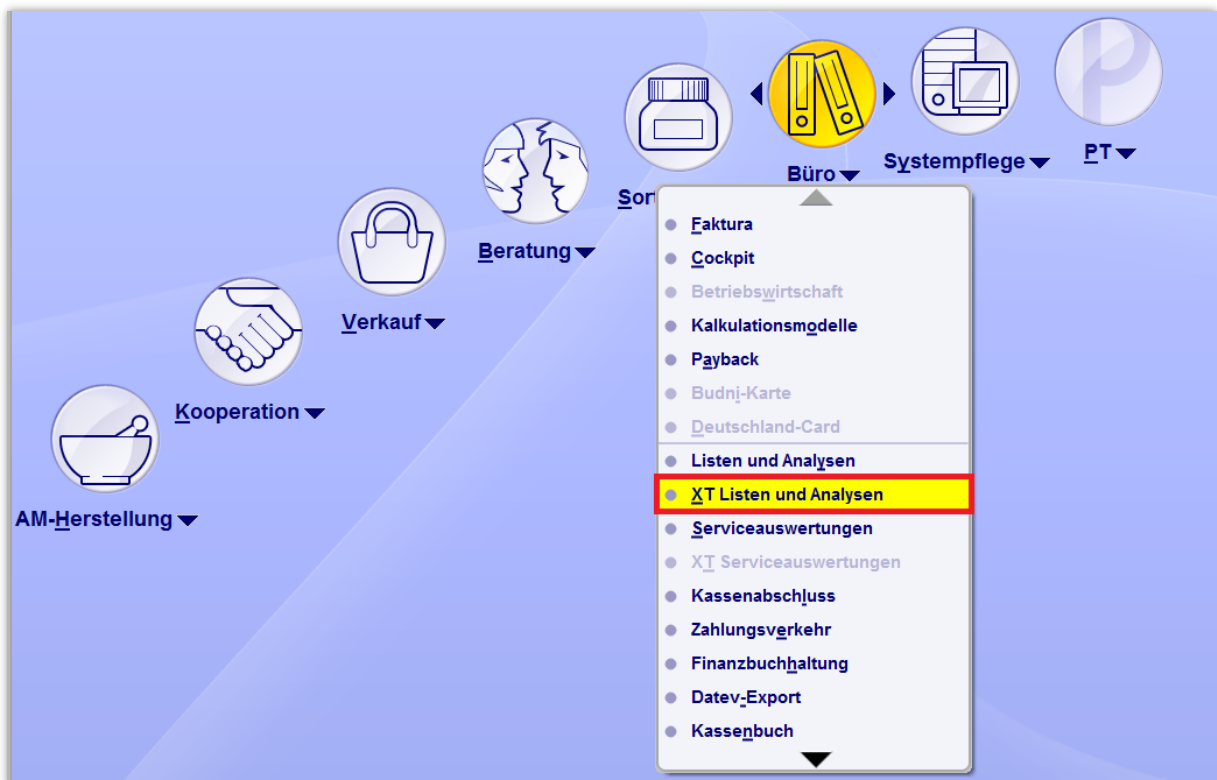 Büro
Systempflege
PT
Sor
Beratung
Verkauf
Kooperation
AM-Herstellung
Faktura
Cockpit
Betriebswirtschaft
Kalkulationsmodelle
Payback
Budni-Karte
Deutschland-Card
Listen und Analysen
XT Listen und Analysen
Serviceauswertungen
XT Serviceauswertungen
Kassenabschluss
Zahlungsverkehr
Finanzbuchhaltung
Datev-Export
Kassenbuch